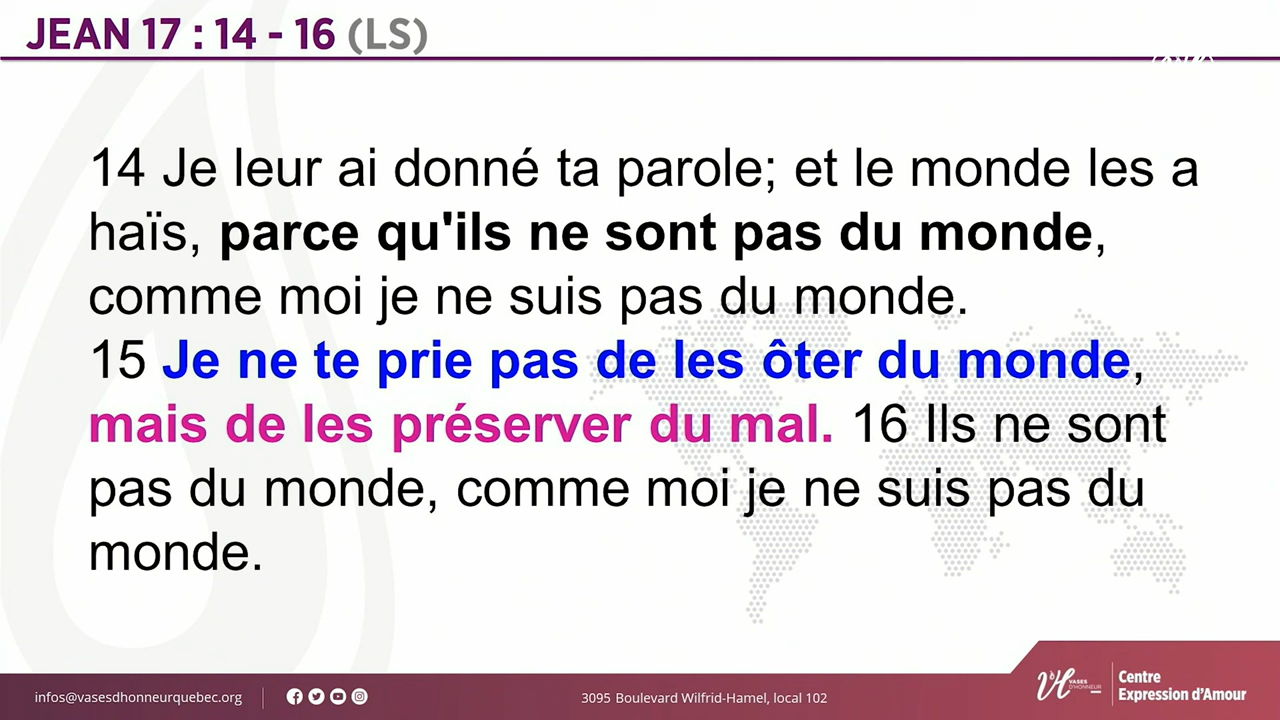 JEAN 17 : 14 - 16 (LS)
14 Je leur ai donné ta parole; et le monde les a
haïs, parce qu'ils ne sont pas du monde,
comme moi je ne suis pas du monde.
15 Je ne te prie pas de les ôter du monde,
mais de les préserver du mal. 16 Ils ne sont
pas du monde, comme moi je ne suis pas du
monde.
infos@vasesdhonneurquebec.org
3095 Boulevard Wilfrid-Hamel, local 102
VH VASES
D'HONNEUR
Centre
Expression d'Amour